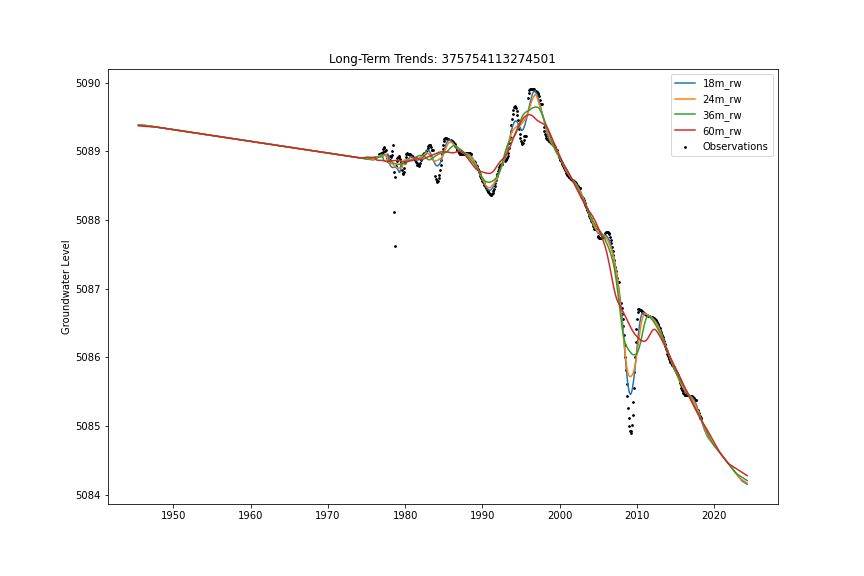 Long-Term Trends: 375754113274501
5090
5089
5088
5087
5086
5085
5084
Groundwater Level
1950 1960 1970 1980 1990 2000 2010 2020
18m_rw
24m_rw
36m_rw
60m_rw
Observations